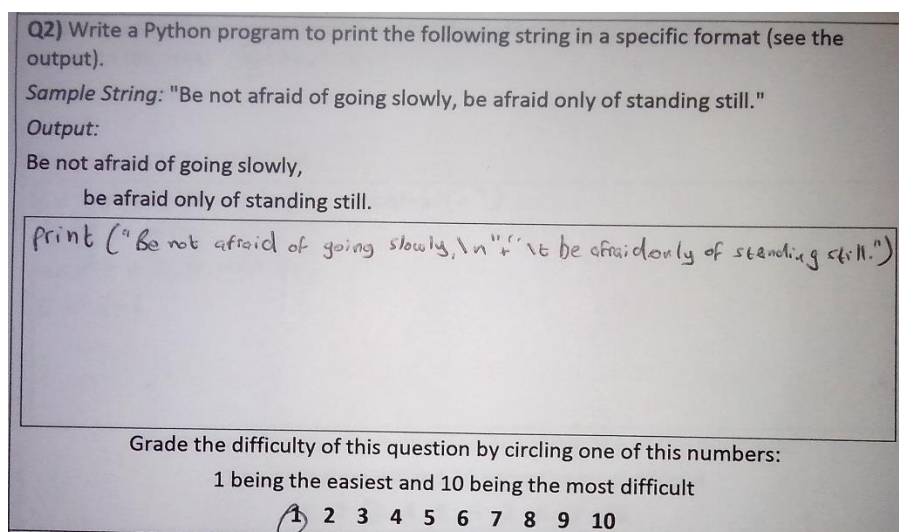 Q2) Write a Python program to print the following string in a specific format (see the
output).
Sample String: "Be not afraid of going slowly, be afraid only of standing still."
Output:
Be not afraid of going slowly,
be afraid only of standing still.
print ("Be not afraid of going slowly,\n"+"\t be afraid only of standing still.")
Grade the difficulty of this question by circling one of this numbers:
1 being the easiest and 10 being the most difficult
1 2 3 4 5 6 7 8 9 10